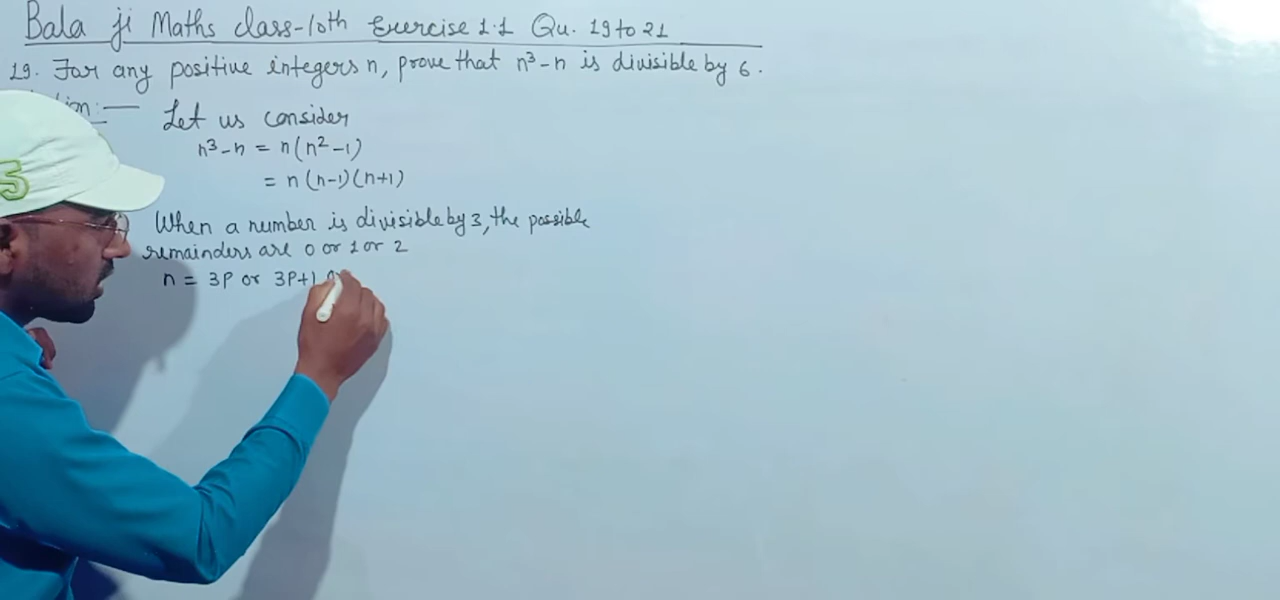 Bala ji Maths class-10th Exercise 1.1 Qu. 19 to 21
19. For any positive integers n, prove that n³-n is divisible by 6.
Let us consider
n³-n = n(n²-1)
= n(n-1)(n+1)
When a number is divisible by 3, the possible
remainders are 0 or 1 or 2
n = 3P or 3P+1
5